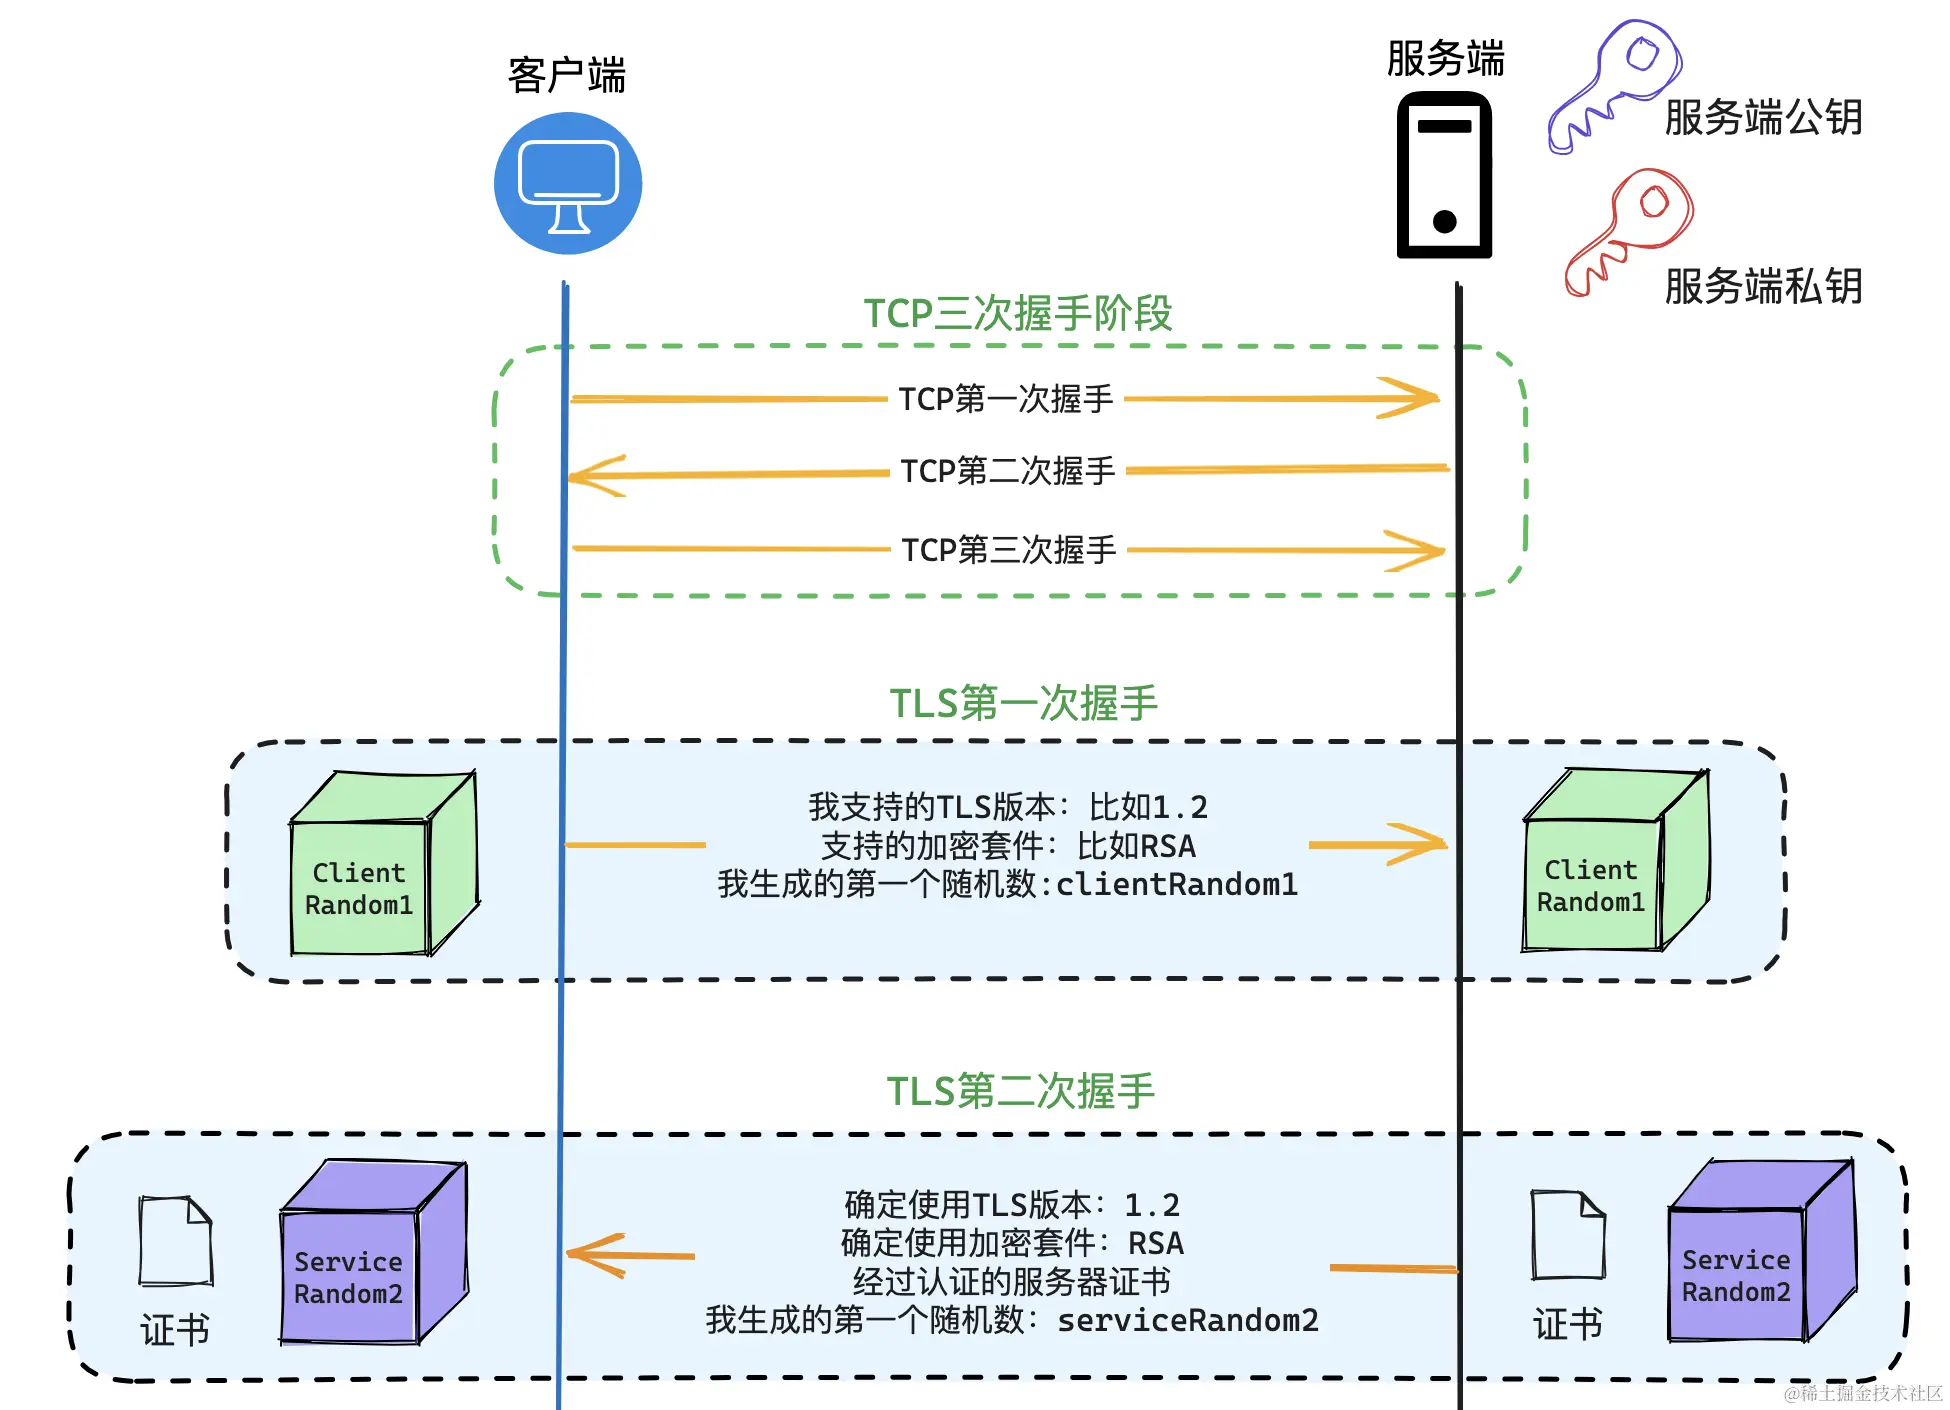 客户端
服务端
服务端公钥
服务端私钥
TCP三次握手阶段
TCP第一次握手
TCP第二次握手
TCP第三次握手
TLS第一次握手
Client
Random1
我支持的TLS版本：比如1.2
支持的加密套件：比如RSA
我生成的第一个随机数:clientRandom1
Client
Random1
TLS第二次握手
证书
Service
Random2
确定使用TLS版本：1.2
确定使用加密套件：RSA
经过认证的服务器证书
我生成的第一个随机数：serviceRandom2
证书
Service
Random2
@稀土掘金技术社区